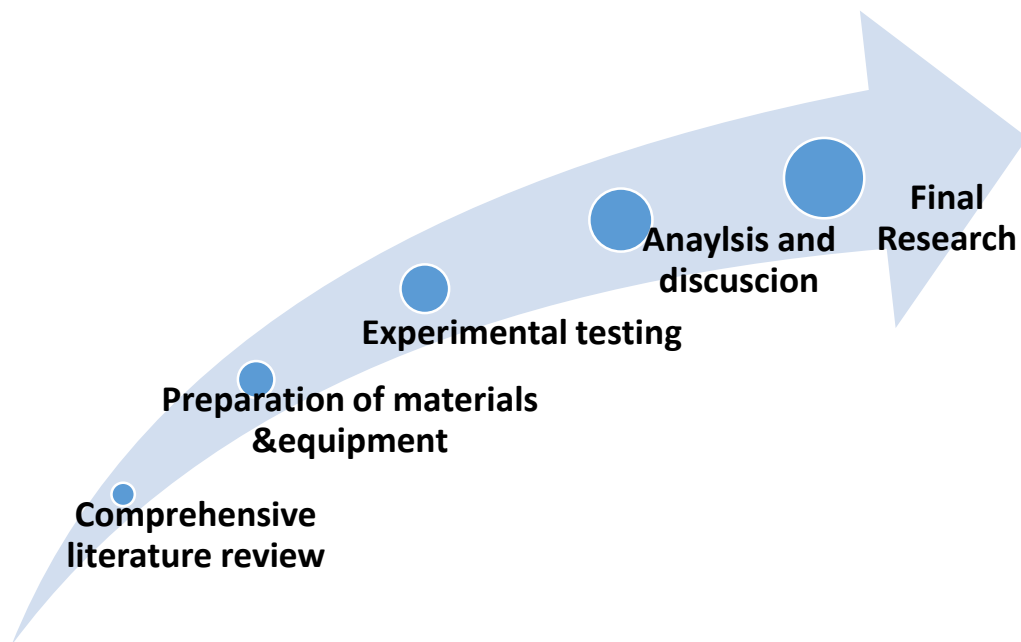 Comprehensive
literature review
Preparation of materials
&equipment
Experimental testing
Anaylsis and
discuscion
Final
Research